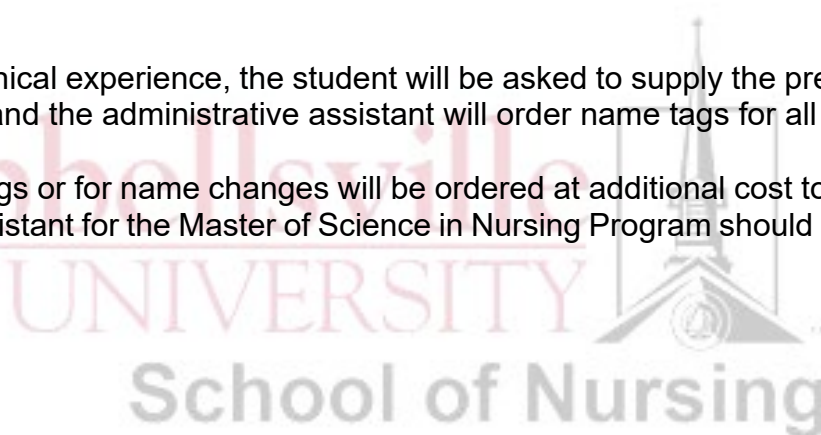 nical experience, the student will be asked to supply the pre
and the administrative assistant will order name tags for all
gs or for name changes will be ordered at additional cost to
istant for the Master of Science in Nursing Program should
bellsville
UNIVERSITY
School of Nursing